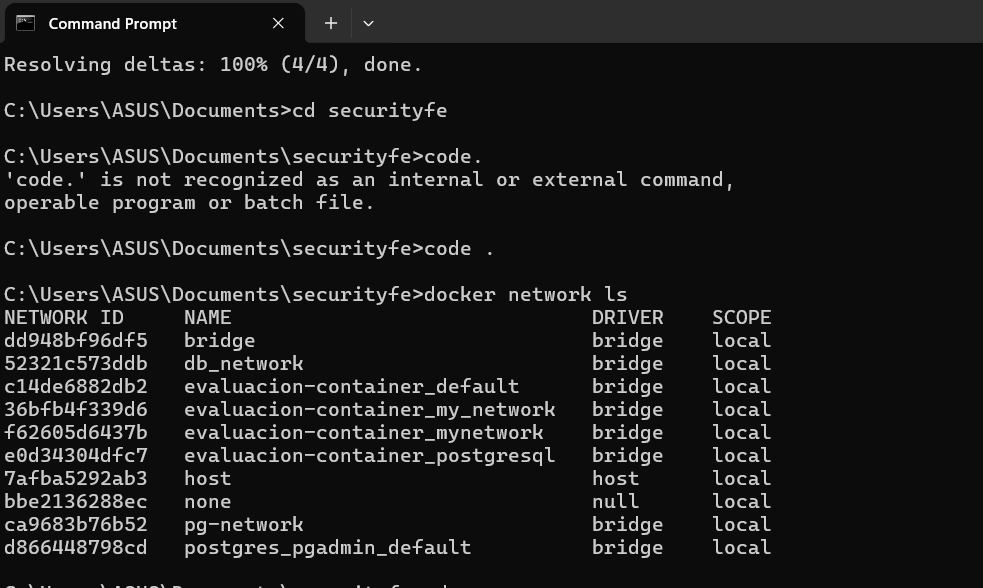 Command Prompt
Resolving deltas: 100% (4/4), done.
C:\Users\ASUS\Documents>cd securityfe
C:\Users\ASUS\Documents\securityfe>code.
'code.' is not recognized as an internal or external command,
operable program or batch file.
C:\Users\ASUS\Documents\securityfe>code .
C:\Users\ASUS\Documents\securityfe>docker network ls
NETWORK ID     NAME                              DRIVER    SCOPE
dd948bf96df5   bridge                            bridge    local
52321c573ddb   db_network                        bridge    local
c14de6882db2   evaluacion-container_default      bridge    local
36bfb4f339d6   evaluacion-container_my_network   bridge    local
f62605d6437b   evaluacion-container_mynetwork    bridge    local
e0d34304dfc7   evaluacion-container_postgresql   bridge    local
7afba5292ab3   host                              host      local
bbe2136288ec   none                              null      local
ca9683b76b52   pg-network                        bridge    local
d866448798cd   postgres_pgadmin_default          bridge    local